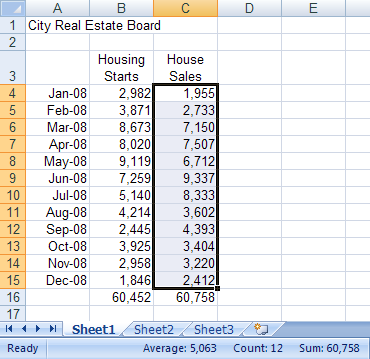 A B C D E
1 City Real Estate Board
2
Housing House
3 Starts Sales
4 Jan-08 2,982 1,955
5 Feb-08 3,871 2,733
6 Mar-08 8,673 7,150
7 Apr-08 8,020 7,507
8 May-08 9,119 6,712
9 Jun-08 7,259 9,337
10 Jul-08 5,140 8,333
11 Aug-08 4,214 3,602
12 Sep-08 2,445 4,393
13 Oct-08 3,925 3,404
14 Nov-08 2,958 3,220
15 Dec-08 1,846 2,412
16 60,452 60,758
17
Sheet1 Sheet2 Sheet3
Ready Average: 5,063 Count: 12 Sum: 60,758